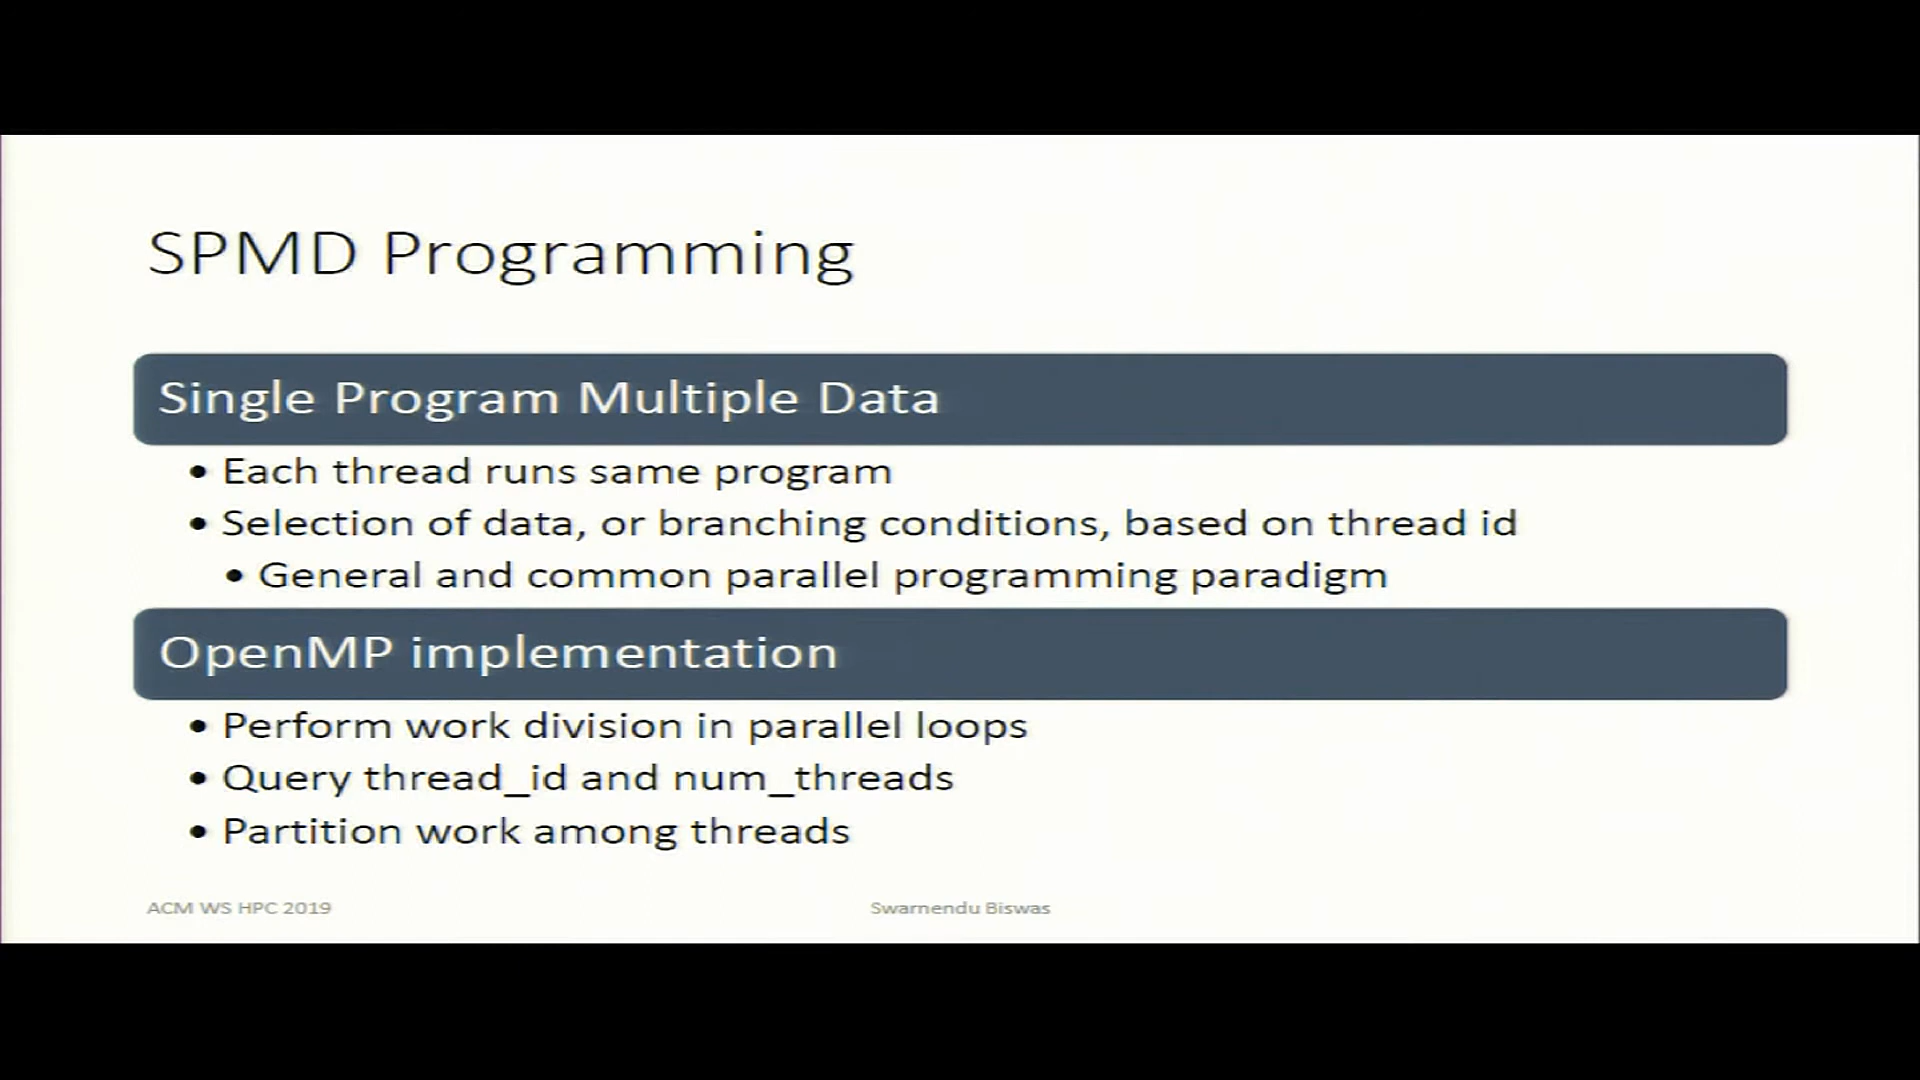 SPMD Programming
Single Program Multiple Data
• Each thread runs same program
• Selection of data, or branching conditions, based on thread id
• General and common parallel programming paradigm
OpenMP implementation
• Perform work division in parallel loops
• Query thread_id and num_threads
• Partition work among threads
ACM WS HPC 2019
Swarnendu Biswas